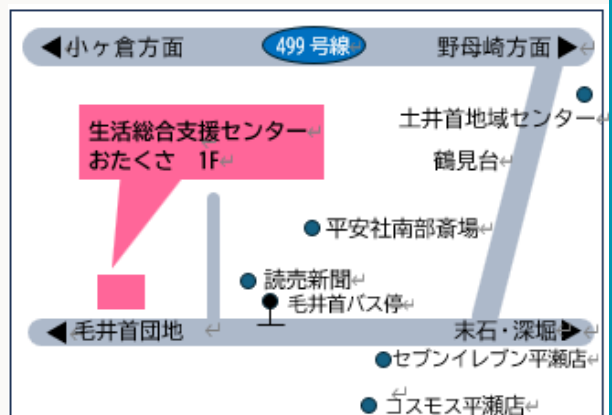 ◀小ヶ倉方面
499号線
野母崎方面▶
土井首地域センター
鶴見台
生活総合支援センター
おたくさ　1F
平安社南部斎場
読売新聞
毛井首バス停
◀毛井首団地
末石・深堀▶
セブンイレブン平瀬店
コスモス平瀬店